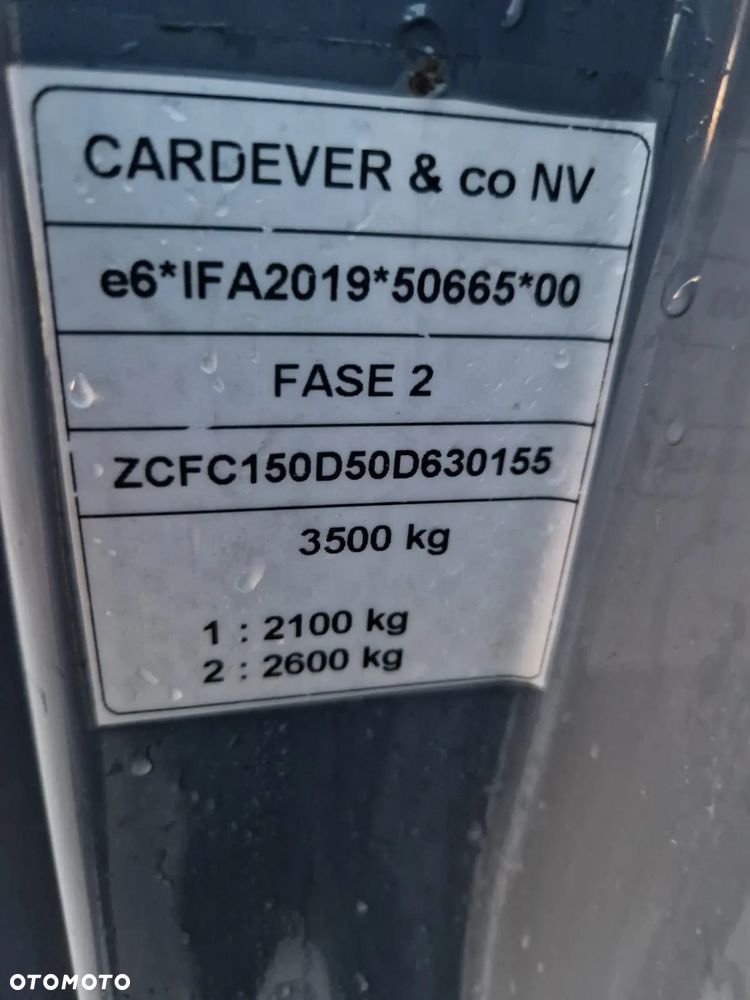 CARDEVER & co NV
e6*IFA2019*50665*00
FASE 2
ZCFC150D50D630155
3500 kg
1 : 2100 kg
2 : 2600 kg
OTOMOTO